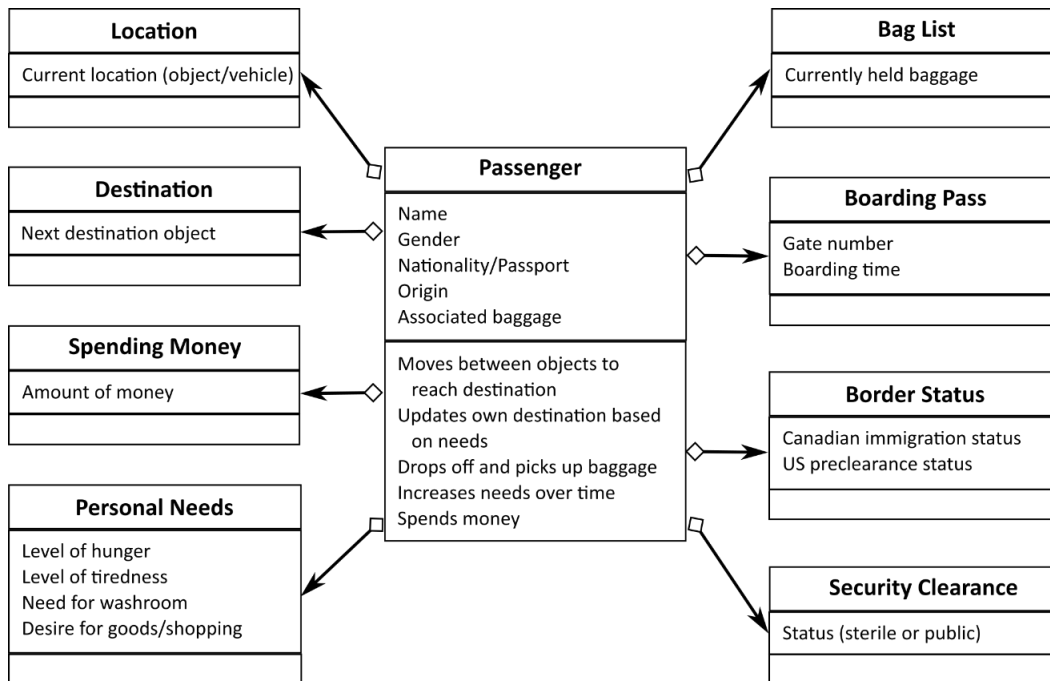 Location
Current location (object/vehicle)
Destination
Next destination object
Spending Money
Amount of money
Personal Needs
Level of hunger
Level of tiredness
Need for washroom
Desire for goods/shopping
Passenger
Name
Gender
Nationality/Passport
Origin
Associated baggage
Moves between objects to
reach destination
Updates own destination based
on needs
Drops off and picks up baggage
Increases needs over time
Spends money
Bag List
Currently held baggage
Boarding Pass
Gate number
Boarding time
Border Status
Canadian immigration status
US preclearance status
Security Clearance
Status (sterile or public)